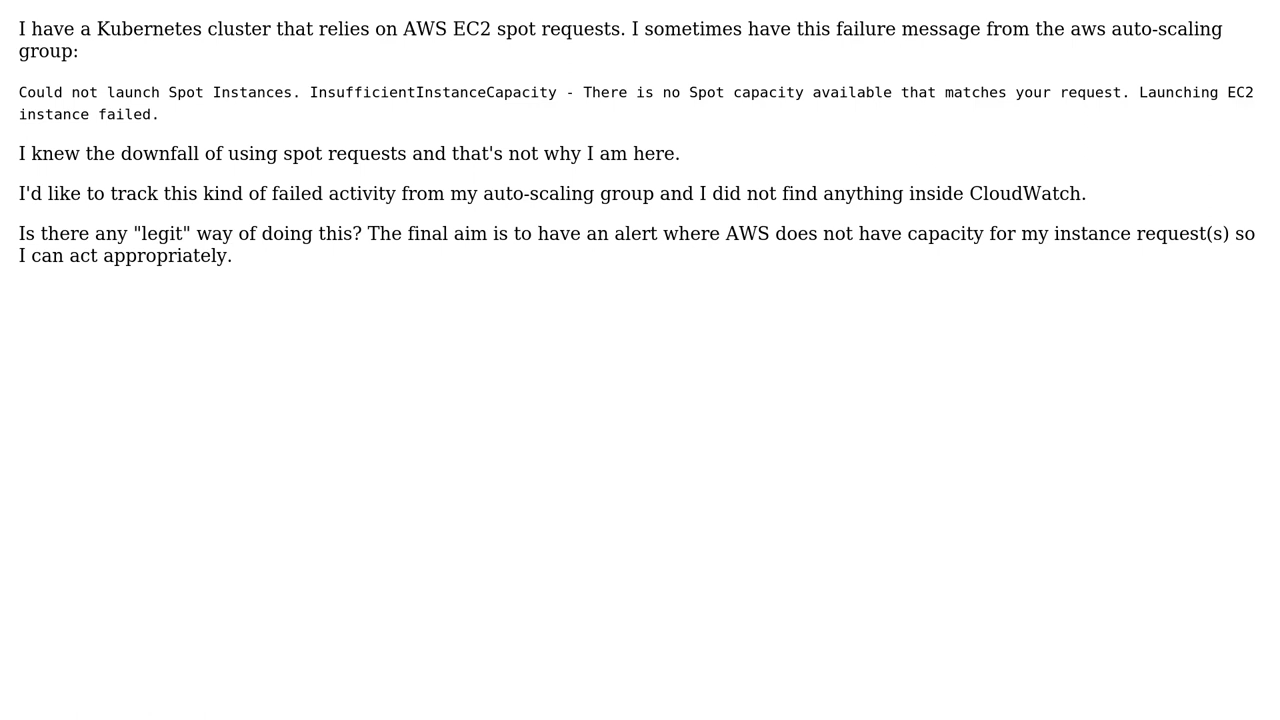 I have a Kubernetes cluster that relies on AWS EC2 spot requests. I sometimes have this failure message from the aws auto-scaling
group:
Could not launch Spot Instances. InsufficientInstanceCapacity - There is no Spot capacity available that matches your request. Launching EC2
instance failed.
I knew the downfall of using spot requests and that's not why I am here.
I'd like to track this kind of failed activity from my auto-scaling group and I did not find anything inside CloudWatch.
Is there any "legit" way of doing this? The final aim is to have an alert where AWS does not have capacity for my instance request(s) so
I can act appropriately.